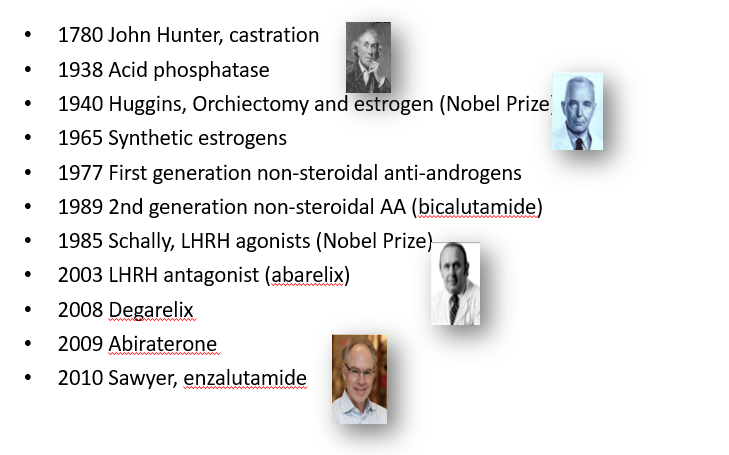 • 1780 John Hunter, castration
• 1938 Acid phosphatase
• 1940 Huggins, Orchiectomy and estrogen (Nobel Prize)
• 1965 Synthetic estrogens
• 1977 First generation non-steroidal anti-androgens
• 1989 2nd generation non-steroidal AA (bicalutamide)
• 1985 Schally, LHRH agonists (Nobel Prize)
• 2003 LHRH antagonist (abarelix)
• 2008 Degarelix
• 2009 Abiraterone
• 2010 Sawyer, enzalutamide